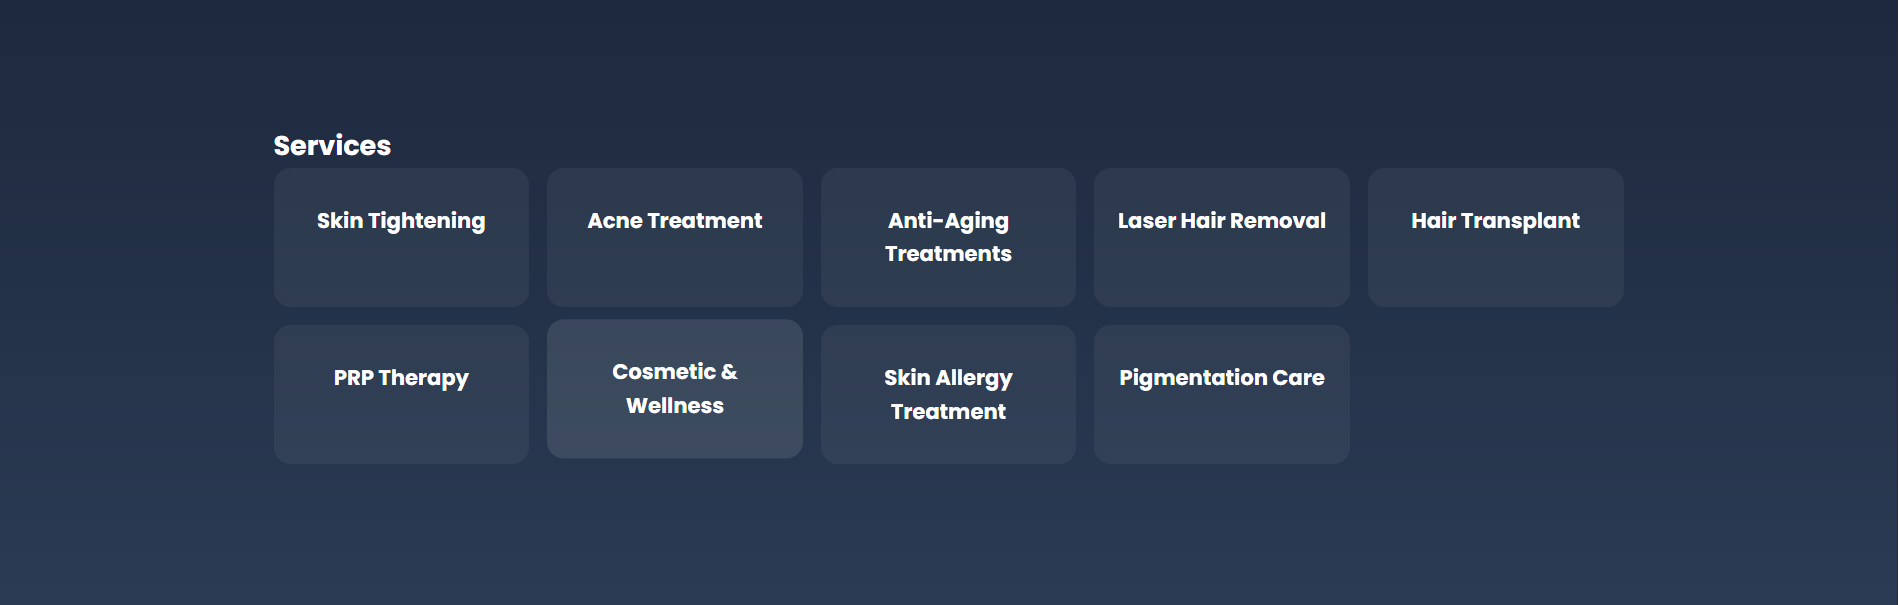 Services
Skin Tightening
Acne Treatment
Anti-Aging
Treatments
Laser Hair Removal
Hair Transplant
PRP Therapy
Cosmetic &
Wellness
Skin Allergy
Treatment
Pigmentation Care